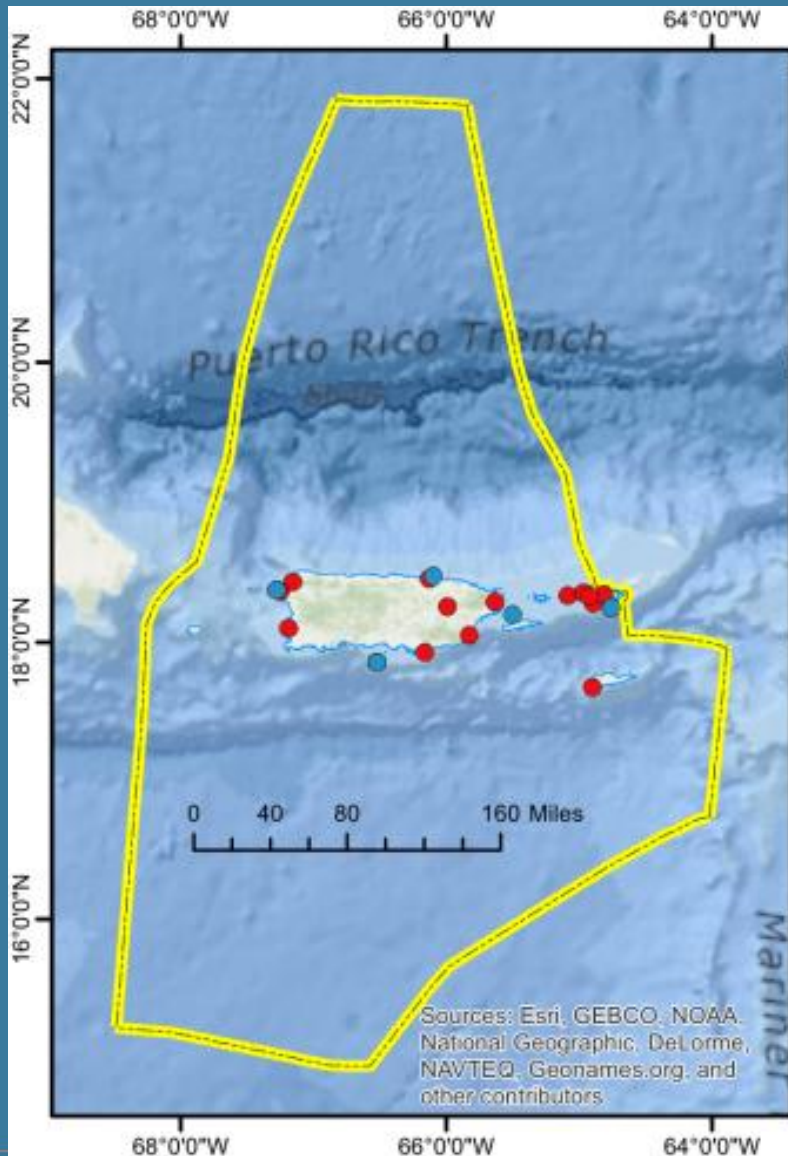 68°0'0"W 66°0'0"W 64°0'0"W
22°0'0"N
20°0'0"N
18°0'0"N
16°0'0"N
Puerto Rico Trench
0 40 80 160 Miles
Mariner
Sources: Esri, GEBCO, NOAA,
National Geographic, DeLorme,
NAVTEQ, Geonames.org, and
other contributors
68°0'0"W 66°0'0"W 64°0'0"W